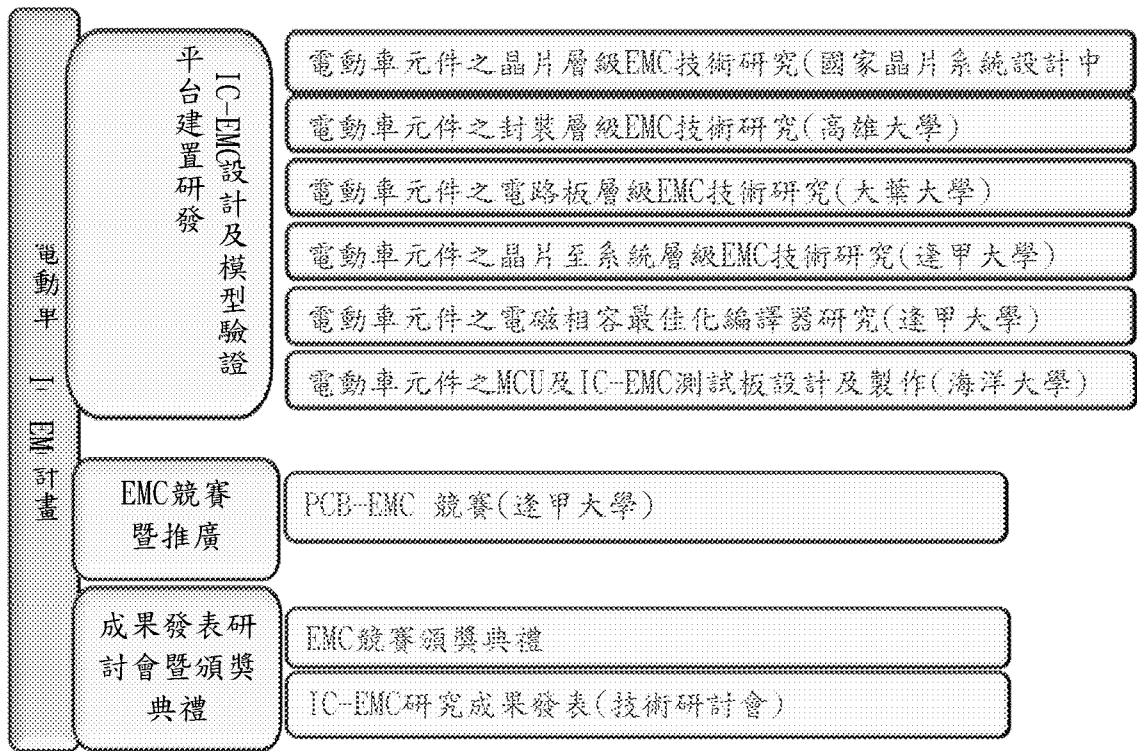 電動車 I- EM 計畫
IC-EMC設計及模型驗證
平台建置研發
電動車元件之晶片層級EMC技術研究(國家晶片系統設計中
電動車元件之封裝層級EMC技術研究(高雄大學)
電動車元件之電路板層級EMC技術研究(大葉大學)
電動車元件之晶片至系統層級EMC技術研究(逢甲大學)
電動車元件之電磁相容最佳化編譯器研究(逢甲大學)
電動車元件之MCU及IC-EMC測試板設計及製作(海洋大學)
EMC競賽
暨推廣
PCB-EMC 競賽(逢甲大學)
成果發表研
討會暨頒獎
典禮
EMC競賽頒獎典禮
IC-EMC研究成果發表(技術研討會)